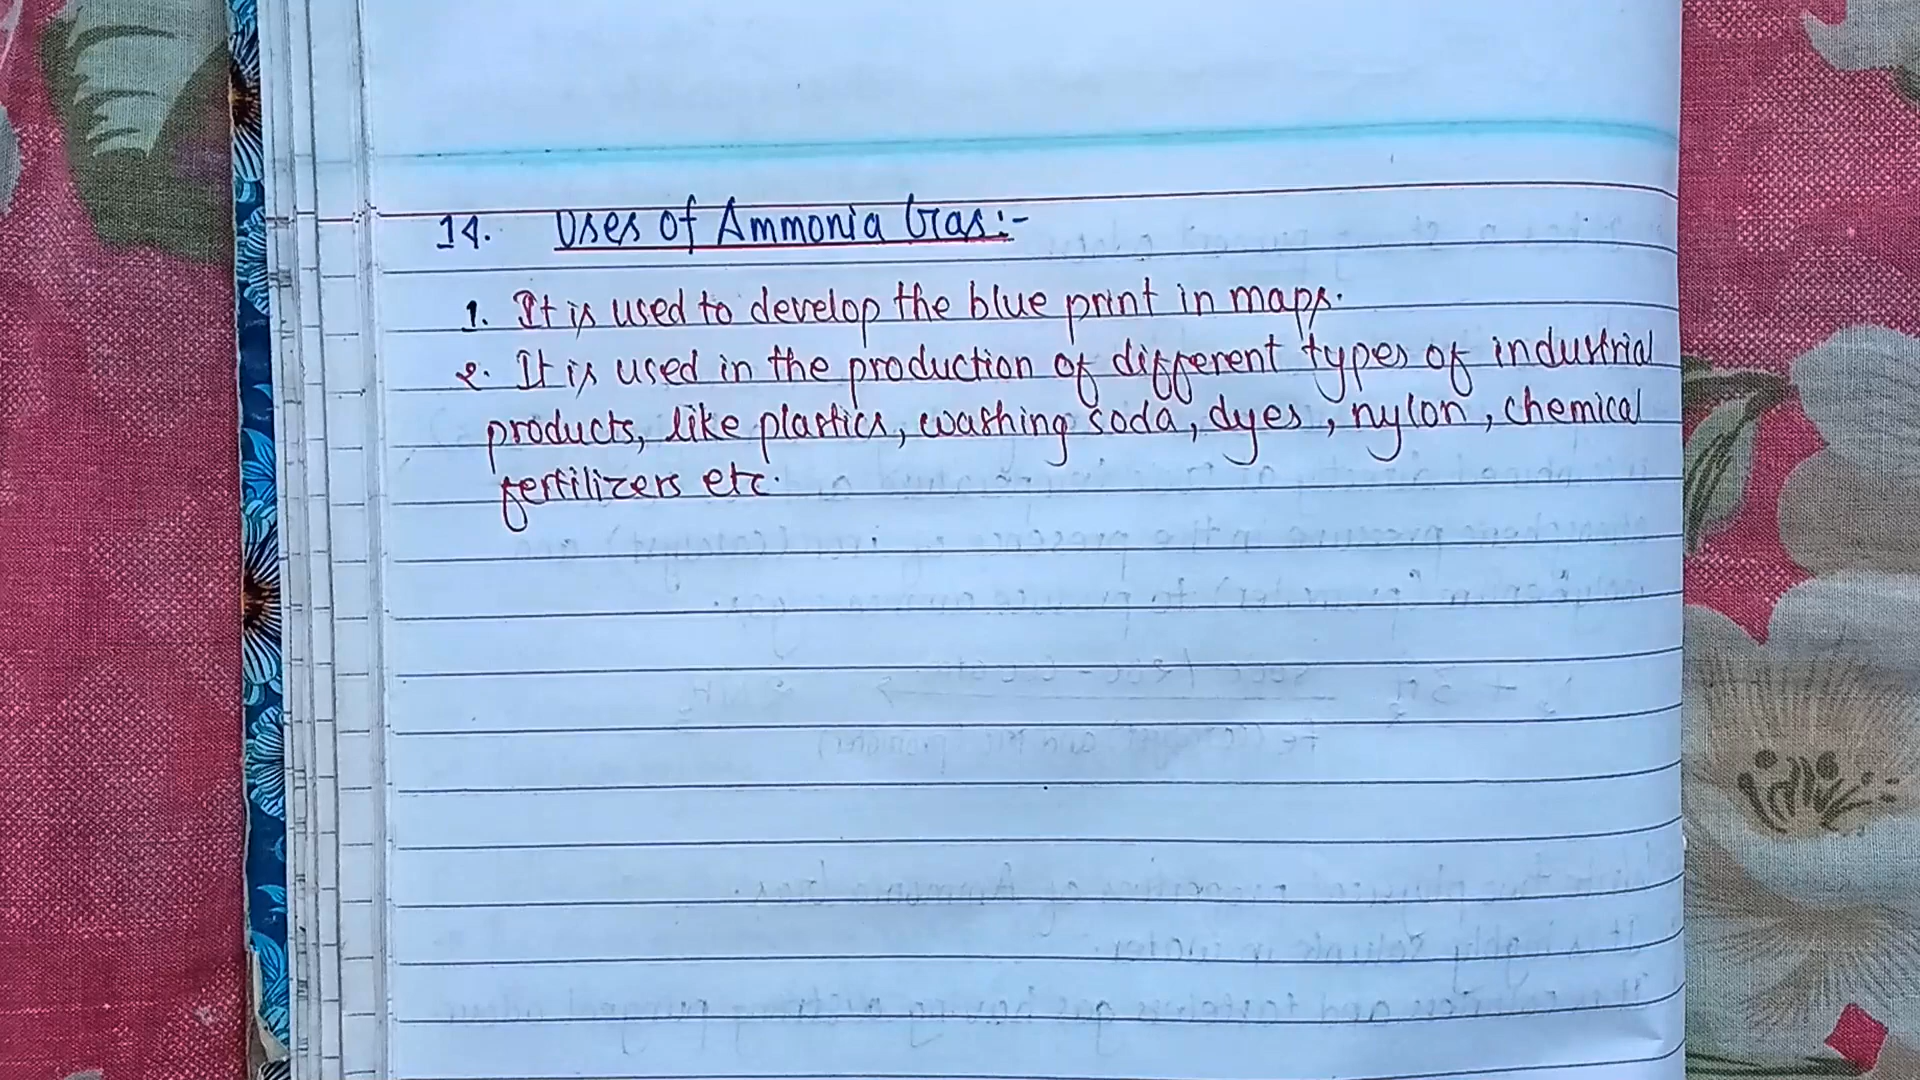 14. Uses of Ammonia Gas:-
1. It is used to develop the blue print in maps.
2. It is used in the production of different types of industrial
products, like plastics, washing soda, dyes, nylon, chemical
fertilizers etc.